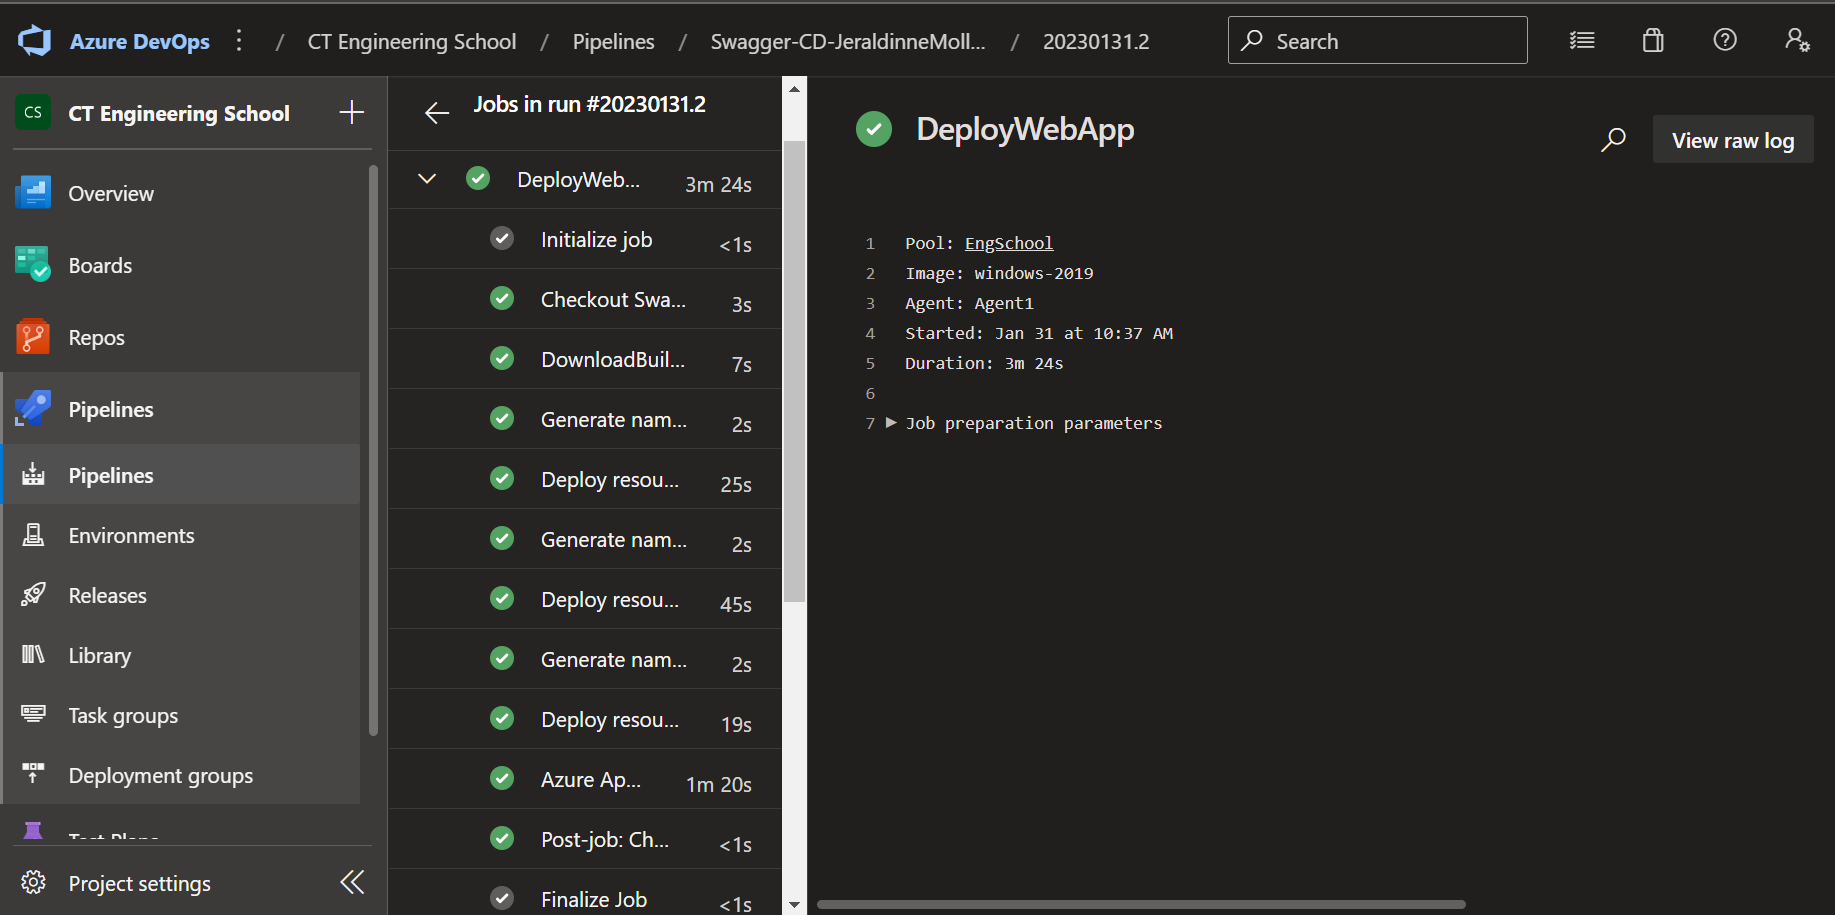 Azure DevOps / CT Engineering School / Pipelines / Swagger-CD-JeraldinneMoll... / 20230131.2
Search
CS CT Engineering School
Overview
Boards
Repos
Pipelines
Pipelines
Environments
Releases
Library
Task groups
Deployment groups
Test Plans
Project settings
Jobs in run #20230131.2
DeployWeb... 3m 24s
Initialize job <1s
Checkout Swa... 3s
DownloadBuil... 7s
Generate nam... 2s
Deploy resou... 25s
Generate nam... 2s
Deploy resou... 45s
Generate nam... 2s
Deploy resou... 19s
Azure Ap... 1m 20s
Post-job: Ch... <1s
Finalize Job <1s
DeployWebApp
View raw log
1 Pool: EngSchool
2 Image: windows-2019
3 Agent: Agent1
4 Started: Jan 31 at 10:37 AM
5 Duration: 3m 24s
6
7 Job preparation parameters